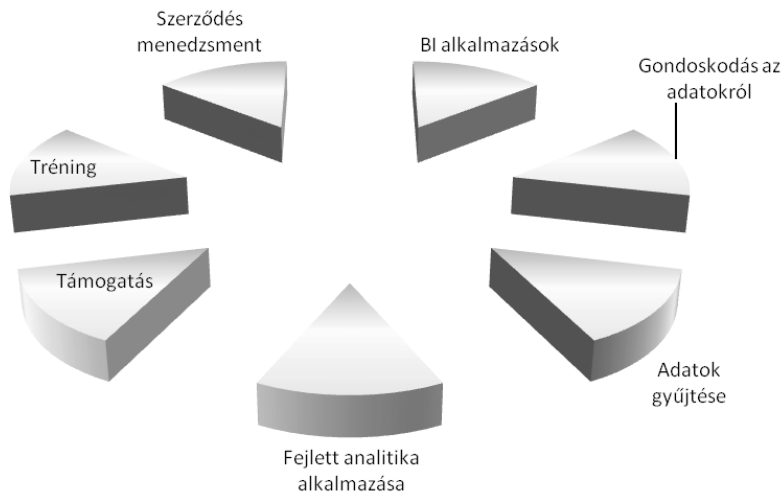 Szerződés
menedzsment
BI alkalmazások
Gondoskodás az
adatokról
Tréning
Támogatás
Adatok
gyűjtése
Fejlett analitika
alkalmazása